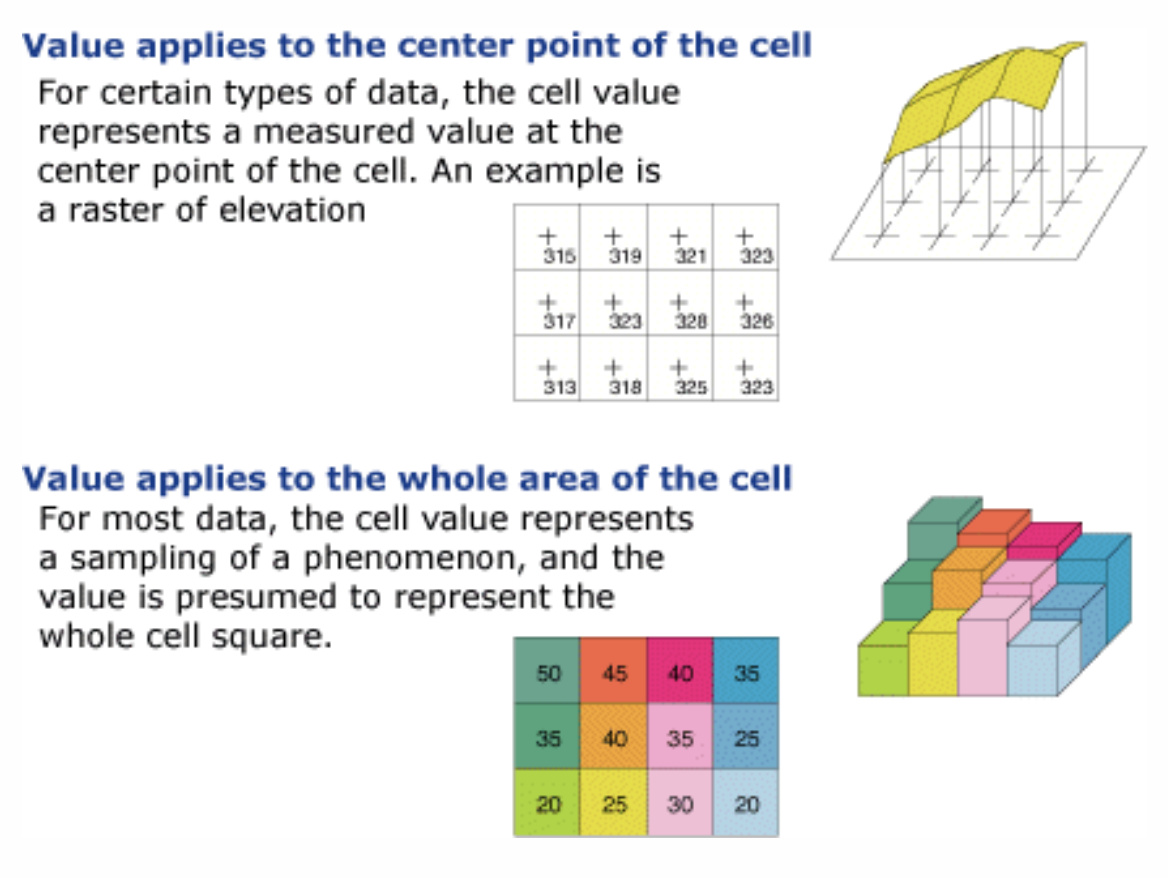 Value applies to the center point of the cell
For certain types of data, the cell value
represents a measured value at the
center point of the cell. An example is
a raster of elevation
315 319 321 323
317 323 328 326
313 318 325 323
Value applies to the whole area of the cell
For most data, the cell value represents
a sampling of a phenomenon, and the
value is presumed to represent the
whole cell square.
50 45 40 35
35 40 35 25
20 25 30 20